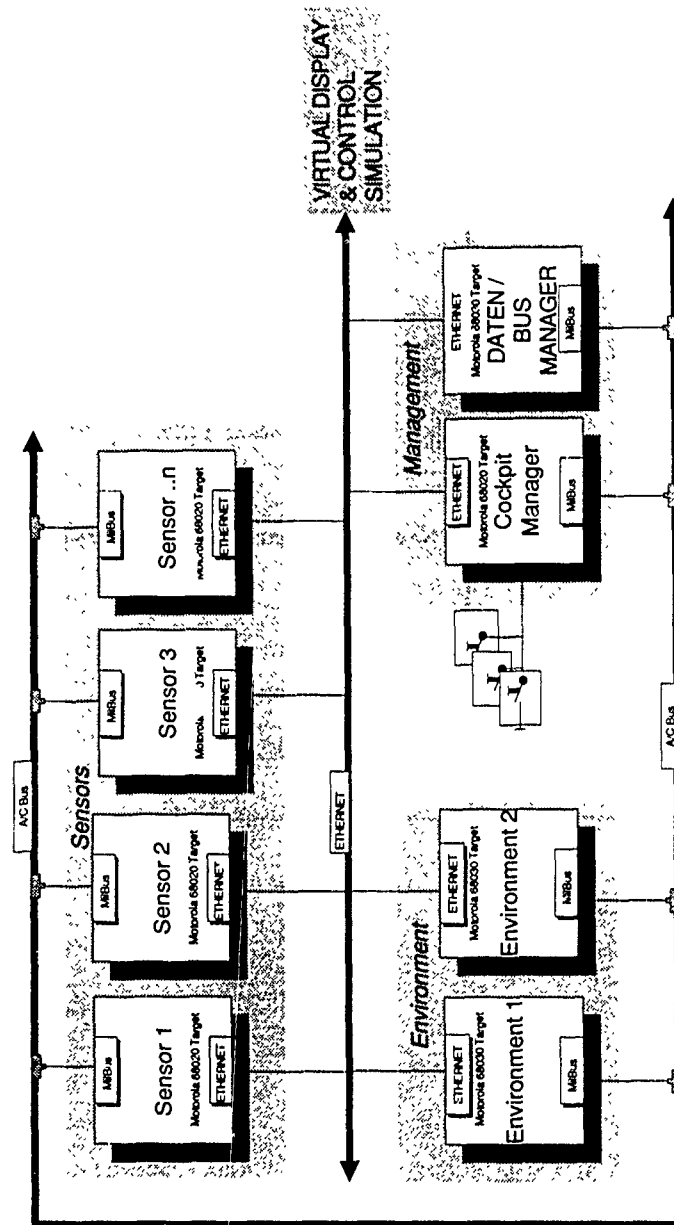 A/C Bus
Sensors
MilBus
Sensor 1
Motorola 68020 Target
ETHERNET
MilBus
Sensor 2
Motorola 68020 Target
ETHERNET
MilBus
Sensor 3
ETHERNET
MilBus
Sensor ..n
68020 Target
ETHERNET
ETHERNET
VIRTUAL DISPLAY
& CONTROL
SIMULATION
Environment
ETHERNET
Motorola 68030 Target
Environment 1
MilBus
ETHERNET
Motorola 68030 Target
Environment 2
MilBus
Management
ETHERNET
Motorola 68020 Target
Cockpit
Manager
MilBus
ETHERNET
Motorola 68020 Target
DATEN /
BUS
MANAGER
MilBus
A/C Bus